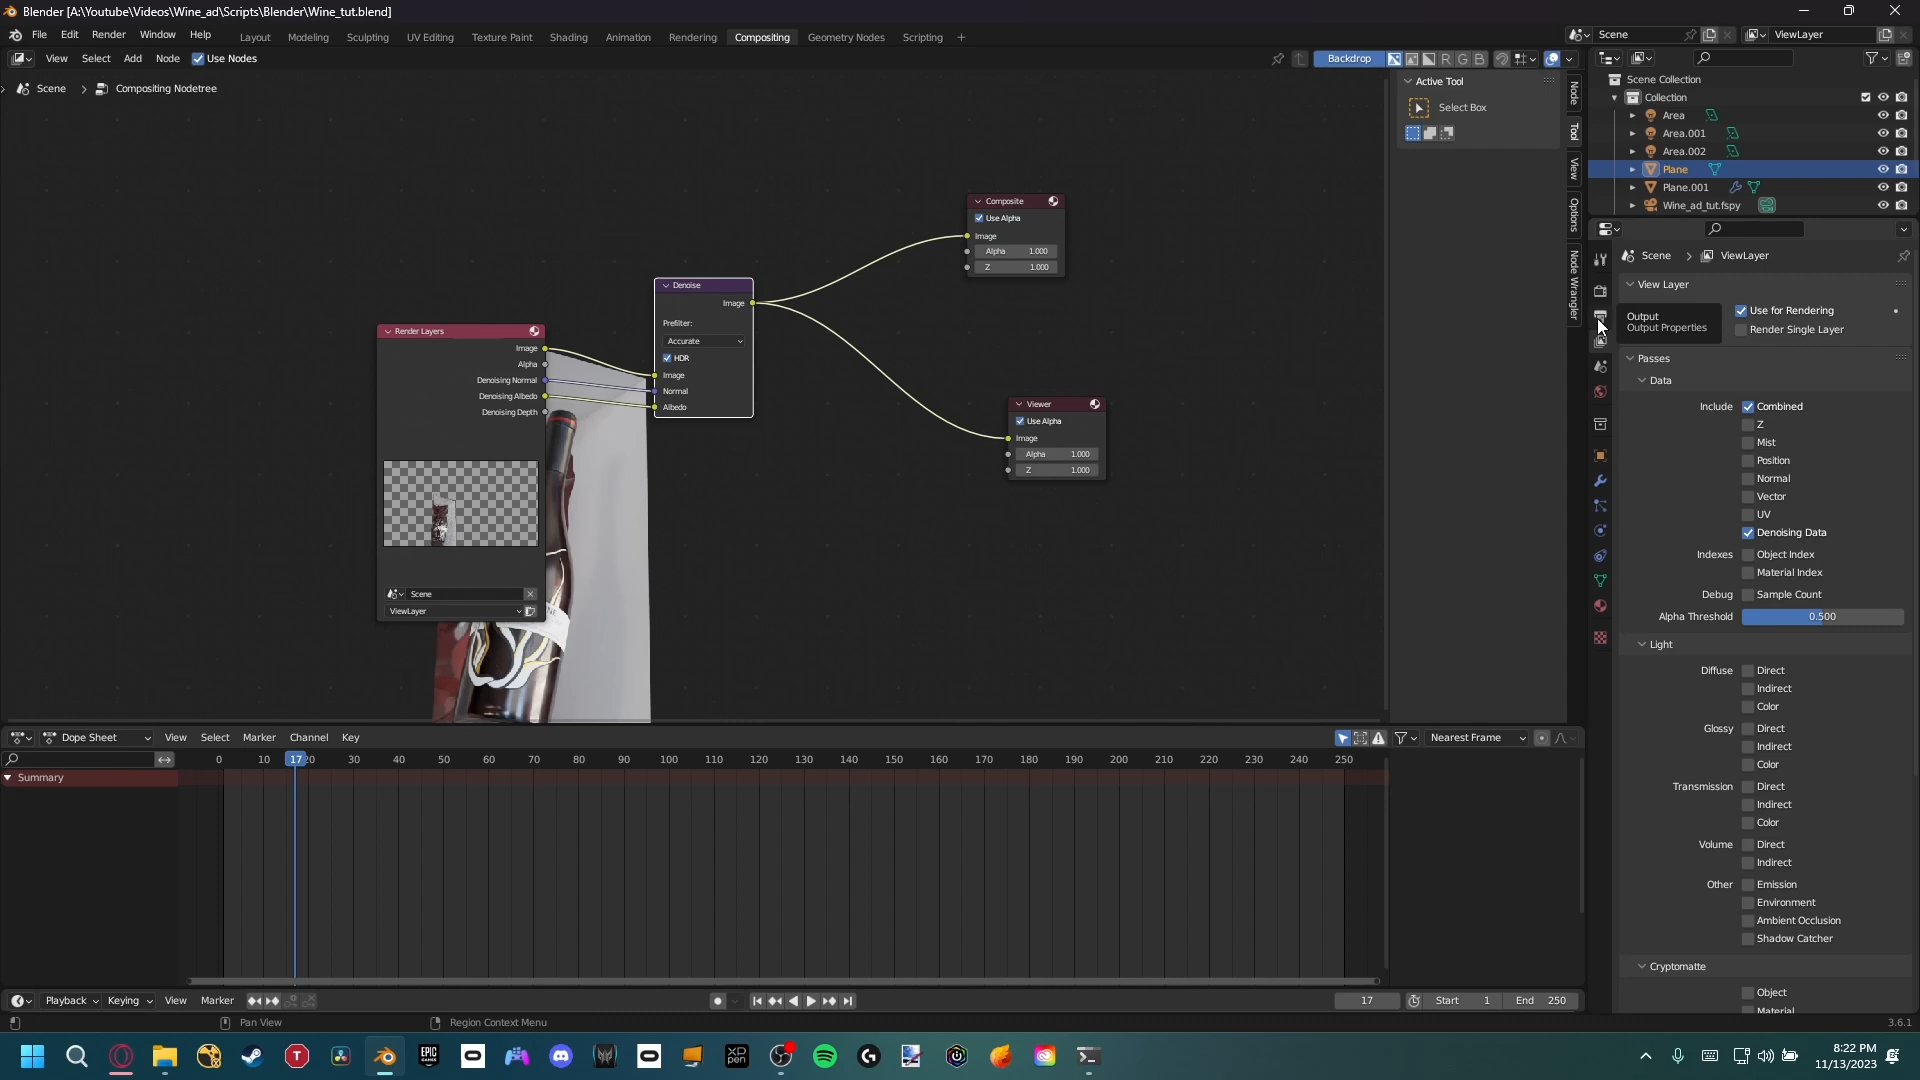 Blender [A:\Youtube\Videos\Wine_ad\Scripts\Blender\Wine_tut.blend]
File Edit Render Window Help Layout Modeling Sculpting UV Editing Texture Paint Shading Animation Rendering Compositing Geometry Nodes Scripting + Scene ViewLayer
View Select Add Node Use Nodes Backdrop R G B
Scene > Compositing Nodetree
Active Tool
Select Box
Node
Tool
View
Options
Node Wrangler
Scene Collection
Collection
Area
Area.001
Area.002
Plane
Plane.001
Wine_ad_tut.fspy
Scene > ViewLayer
View Layer
Output
Output Properties
Use for Rendering
Render Single Layer
Passes
Data
Include Combined
Z
Mist
Position
Normal
Vector
UV
Denoising Data
Indexes Object Index
Material Index
Debug Sample Count
Alpha Threshold 0.500
Light
Diffuse Direct
Indirect
Color
Glossy Direct
Indirect
Color
Transmission Direct
Indirect
Color
Volume Direct
Indirect
Other Emission
Environment
Ambient Occlusion
Shadow Catcher
Cryptomatte
Object
Material
Composite
Use Alpha
Image
Alpha 1.000
Z 1.000
Denoise
Image
Prefilter:
Accurate
HDR
Image
Normal
Albedo
Render Layers
Image
Alpha
Denoising Normal
Denoising Albedo
Denoising Depth
Scene
ViewLayer
Viewer
Use Alpha
Image
Alpha 1.000
Z 1.000
Dope Sheet View Select Marker Channel Key Nearest Frame
0 10 17 20 30 40 50 60 70 80 90 100 110 120 130 140 150 160 170 180 190 200 210 220 230 240 250
Summary
Playback Keying View Marker 17 Start 1 End 250
Pan View Region Context Menu 3.6.1
8:22 PM
11/13/2023